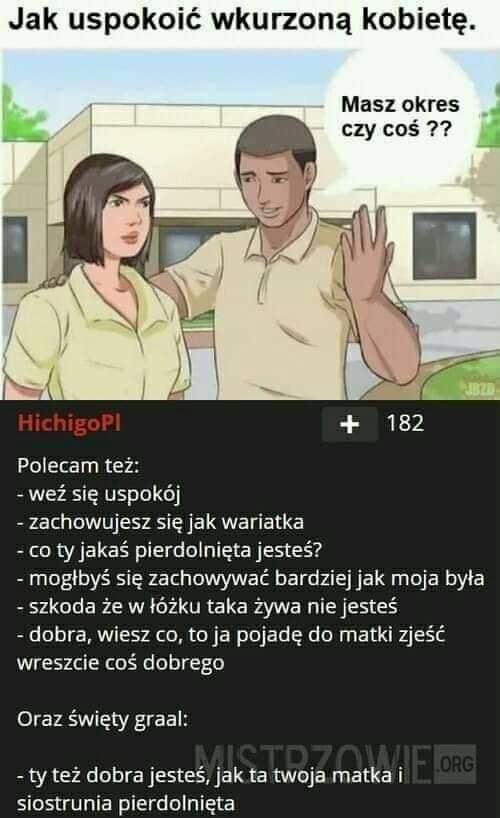 Jak uspokoić wkurzoną kobietę.
Masz okres
czy coś ??
JBZD
HichigoPl
+ 182
Polecam też:
- weź się uspokój
- zachowujesz się jak wariatka
- co ty jakaś pierdolnięta jesteś?
- mogłbyś się zachowywać bardziej jak moja była
- szkoda że w łóżku taka żywa nie jesteś
- dobra, wiesz co, to ja pojadę do matki zjeść
wreszcie coś dobrego
Oraz święty graal:
MISTRZOWIE.ORG
- ty też dobra jesteś, jak ta twoja matka i
siostrunia pierdolnięta